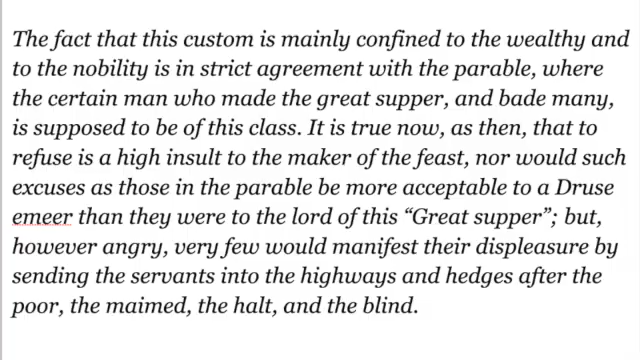 The fact that this custom is mainly confined to the wealthy and
to the nobility is in strict agreement with the parable, where
the certain man who made the great supper, and bade many,
is supposed to be of this class. It is true now, as then, that to
refuse is a high insult to the maker of the feast, nor would such
excuses as those in the parable be more acceptable to a Druse
emeer than they were to the lord of this “Great supper”; but,
however angry, very few would manifest their displeasure by
sending the servants into the highways and hedges after the
poor, the maimed, the halt, and the blind.